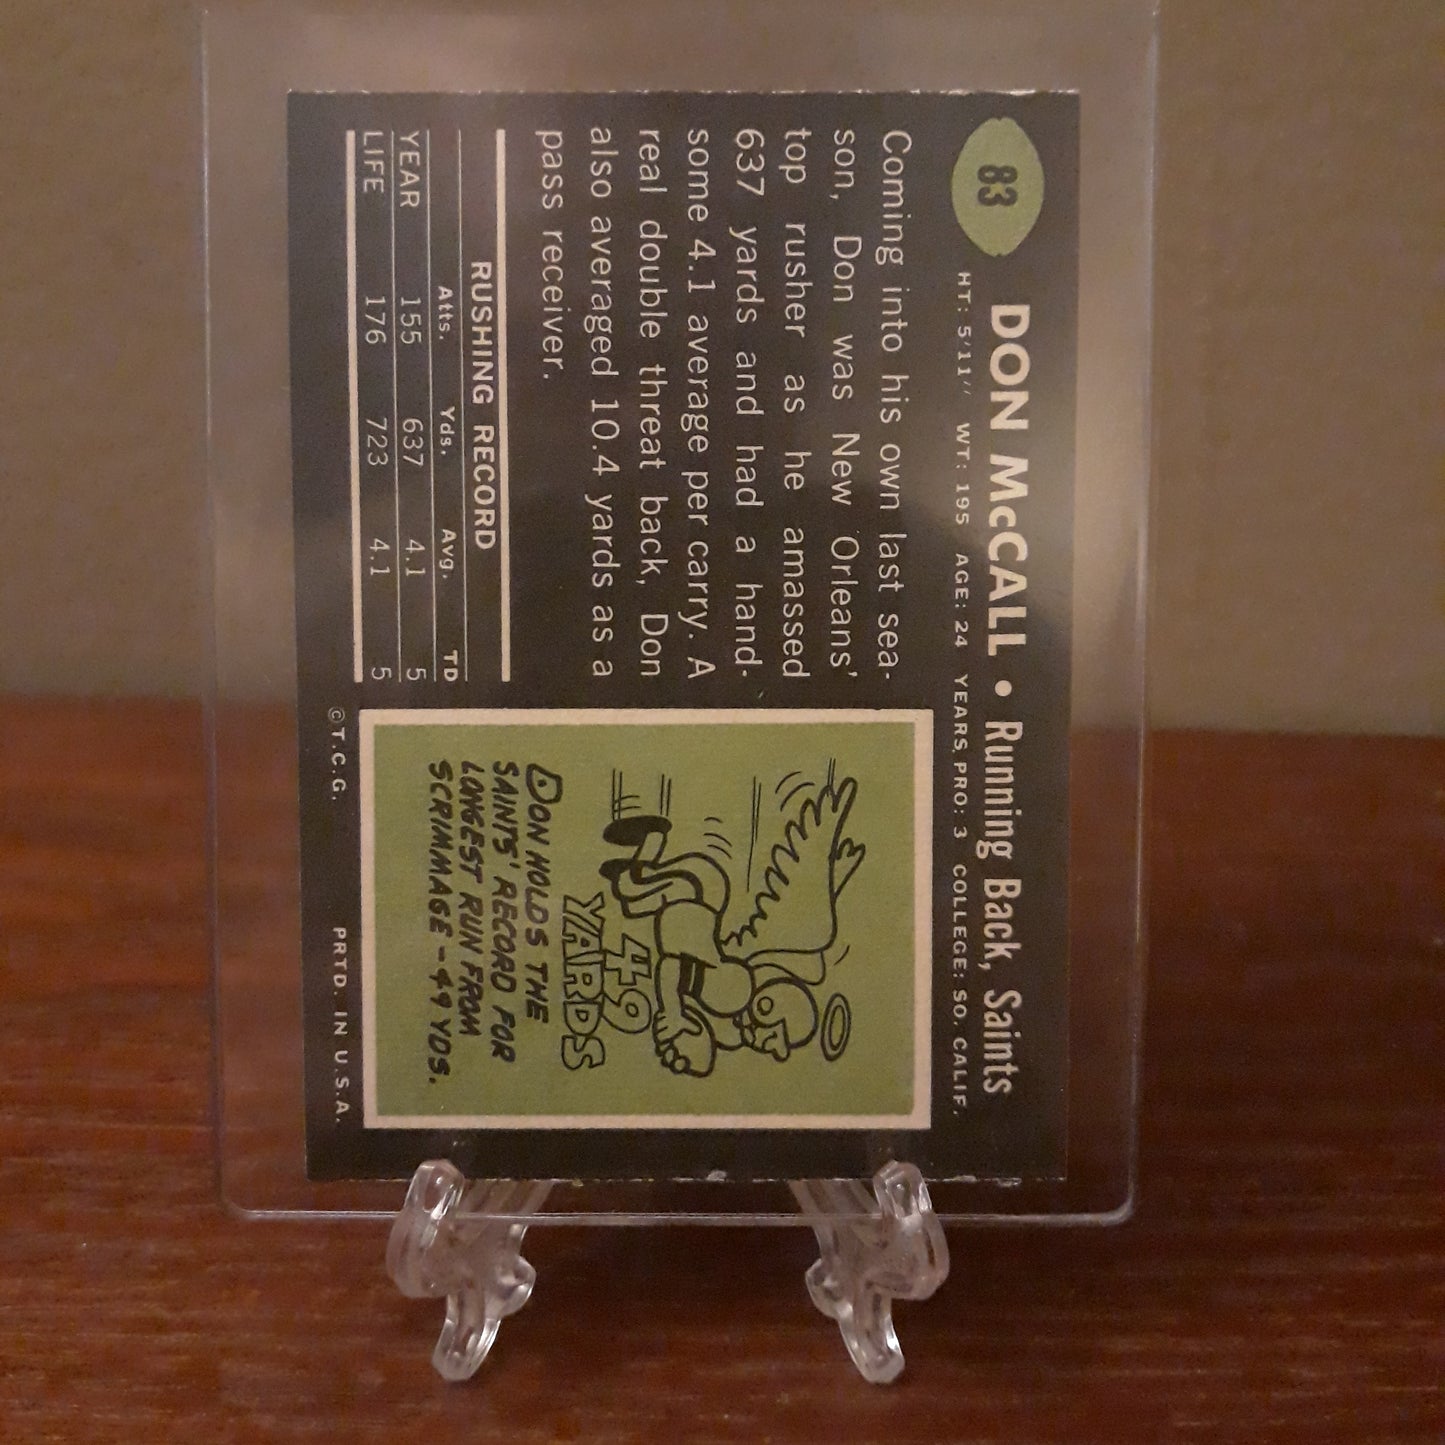 83
DON McCALL • Running Back, Saints
HT: 5'11" WT: 195 AGE: 24 YEARS PRO: 3 COLLEGE: SO. CALIF.
Coming into his own last sea-
son, Don was New Orleans'
top rusher as he amassed
637 yards and had a hand-
some 4.1 average per carry. A
real double threat back, Don
also averaged 10.4 yards as a
pass receiver.
RUSHING RECORD
Atts. Yds. Avg. TD
YEAR 155 637 4.1 5
LIFE 176 723 4.1 5
49
YARDS
DON HOLDS THE
SAINTS' RECORD FOR
LONGEST RUN FROM
SCRIMMAGE - 49 YDS.
© T.C.G. PRTD. IN U.S.A.